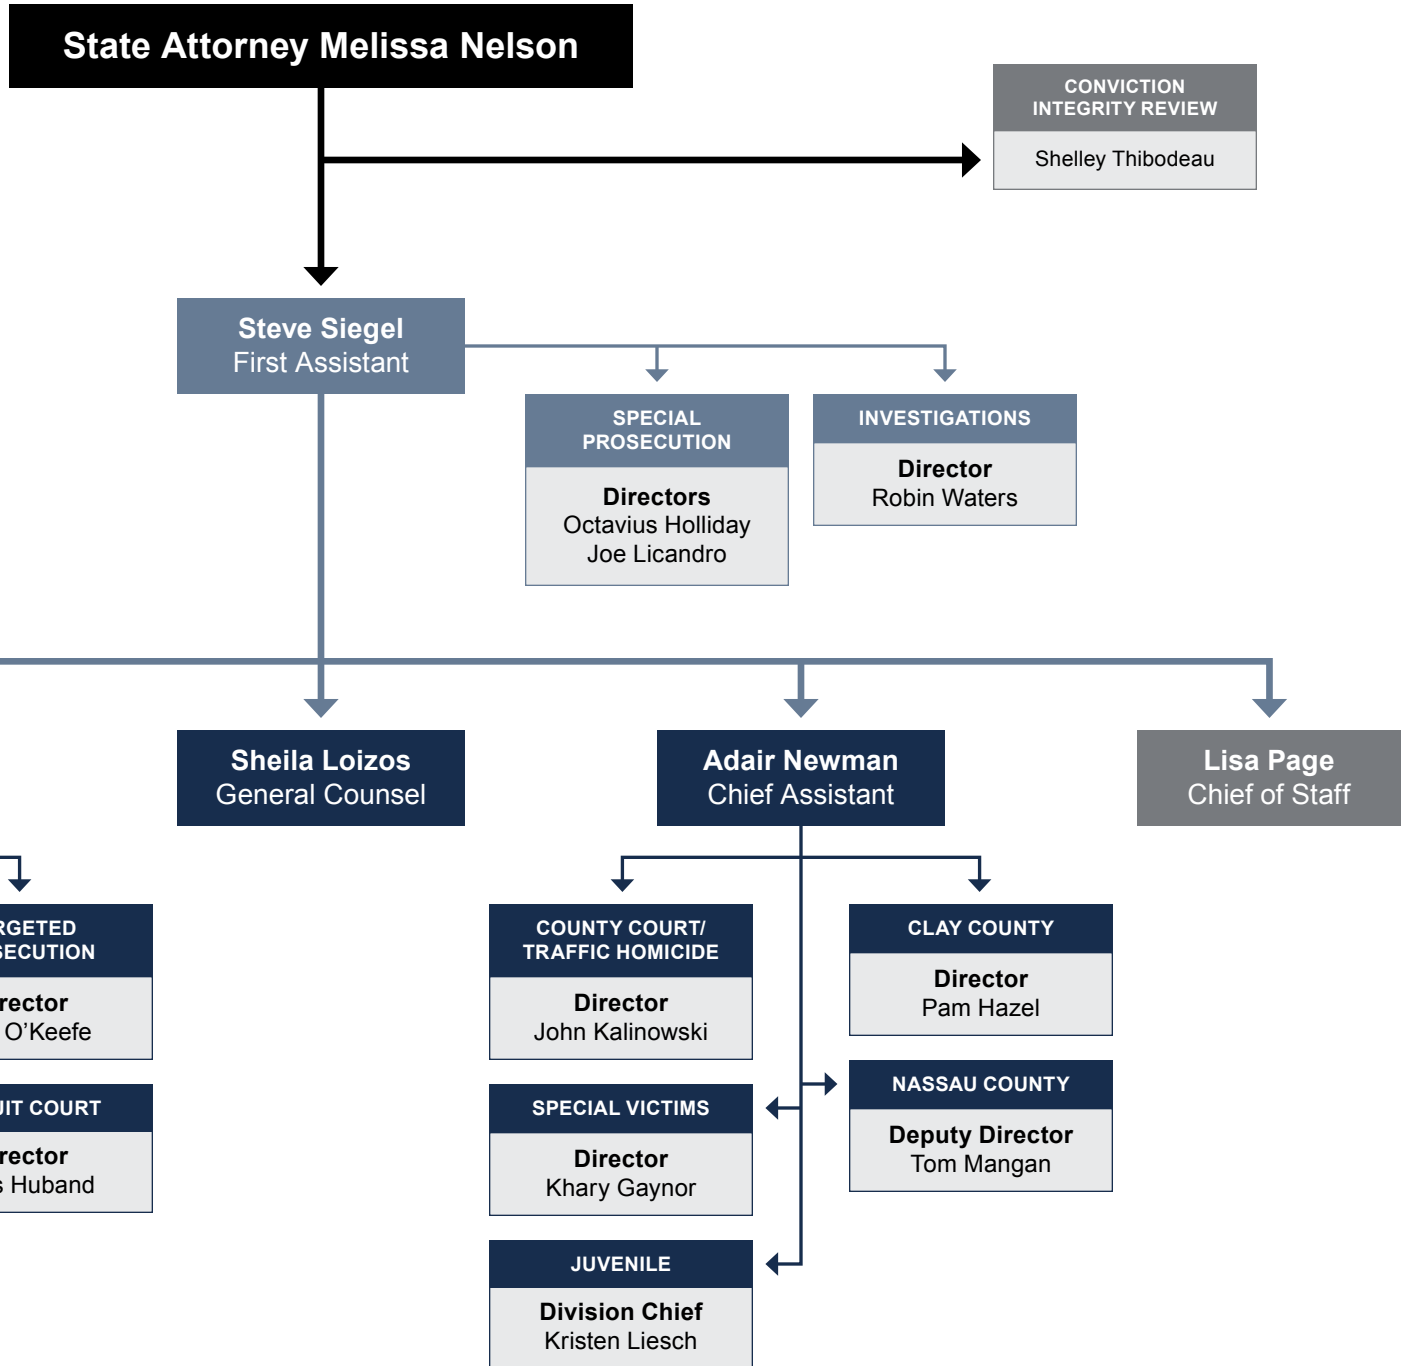 State Attorney Melissa Nelson
CONVICTION
INTEGRITY REVIEW
Shelley Thibodeau
Steve Siegel
First Assistant
SPECIAL
PROSECUTION
Directors
Octavius Holliday
Joe Licandro
INVESTIGATIONS
Director
Robin Waters
Sheila Loizos
General Counsel
Adair Newman
Chief Assistant
Lisa Page
Chief of Staff
O'Keefe
COURT
Huband
COUNTY COURT/
TRAFFIC HOMICIDE
Director
John Kalinowski
SPECIAL VICTIMS
Director
Khary Gaynor
JUVENILE
Division Chief
Kristen Liesch
CLAY COUNTY
Director
Pam Hazel
NASSAU COUNTY
Deputy Director
Tom Mangan